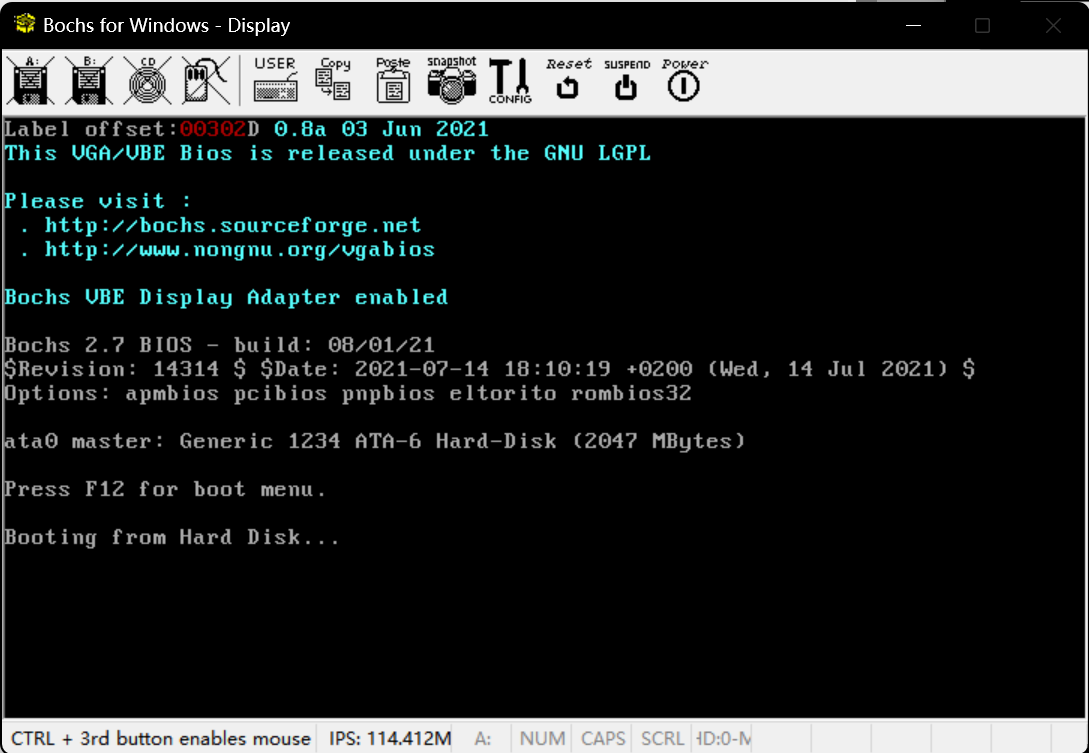 Bochs for Windows - Display
A: B: CD USER Copy Paste snapshot CONFIG Reset SUSPEND Power
Label offset:00302D 0.8a 03 Jun 2021
This VGA/VBE Bios is released under the GNU LGPL
Please visit :
. http://bochs.sourceforge.net
. http://www.nongnu.org/vgabios
Bochs VBE Display Adapter enabled
Bochs 2.7 BIOS - build: 08/01/21
$Revision: 14314 $ $Date: 2021-07-14 18:10:19 +0200 (Wed, 14 Jul 2021) $
Options: apmbios pcibios pnpbios eltorito rombios32
ata0 master: Generic 1234 ATA-6 Hard-Disk (2047 MBytes)
Press F12 for boot menu.
Booting from Hard Disk...
CTRL + 3rd button enables mouse IPS: 114.412M A: NUM CAPS SCRL HD:0-M